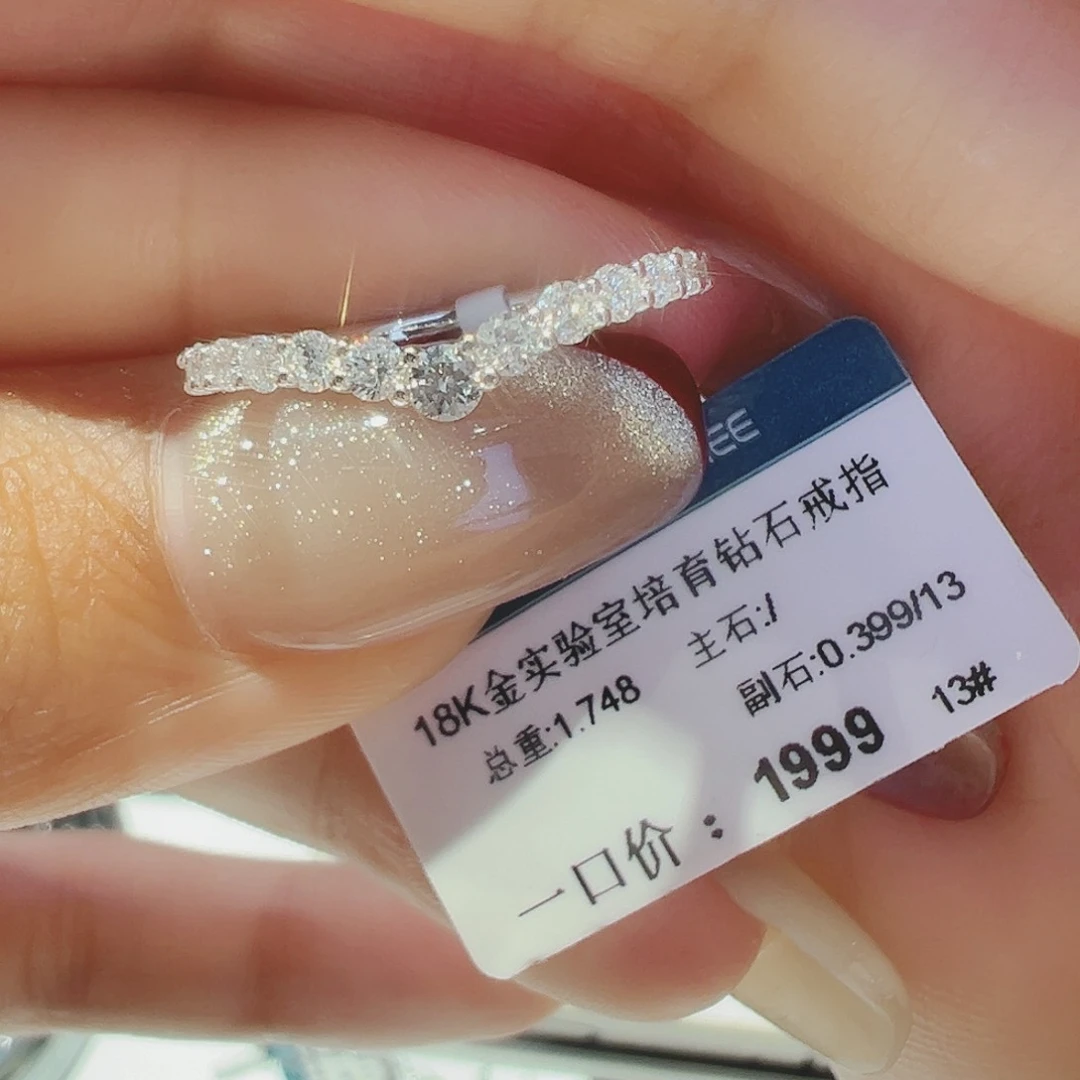 EE
18K金实验室培育钻石戒指
总重:1.748 主石:/
副石:0.399/13
一口价：1999 13#